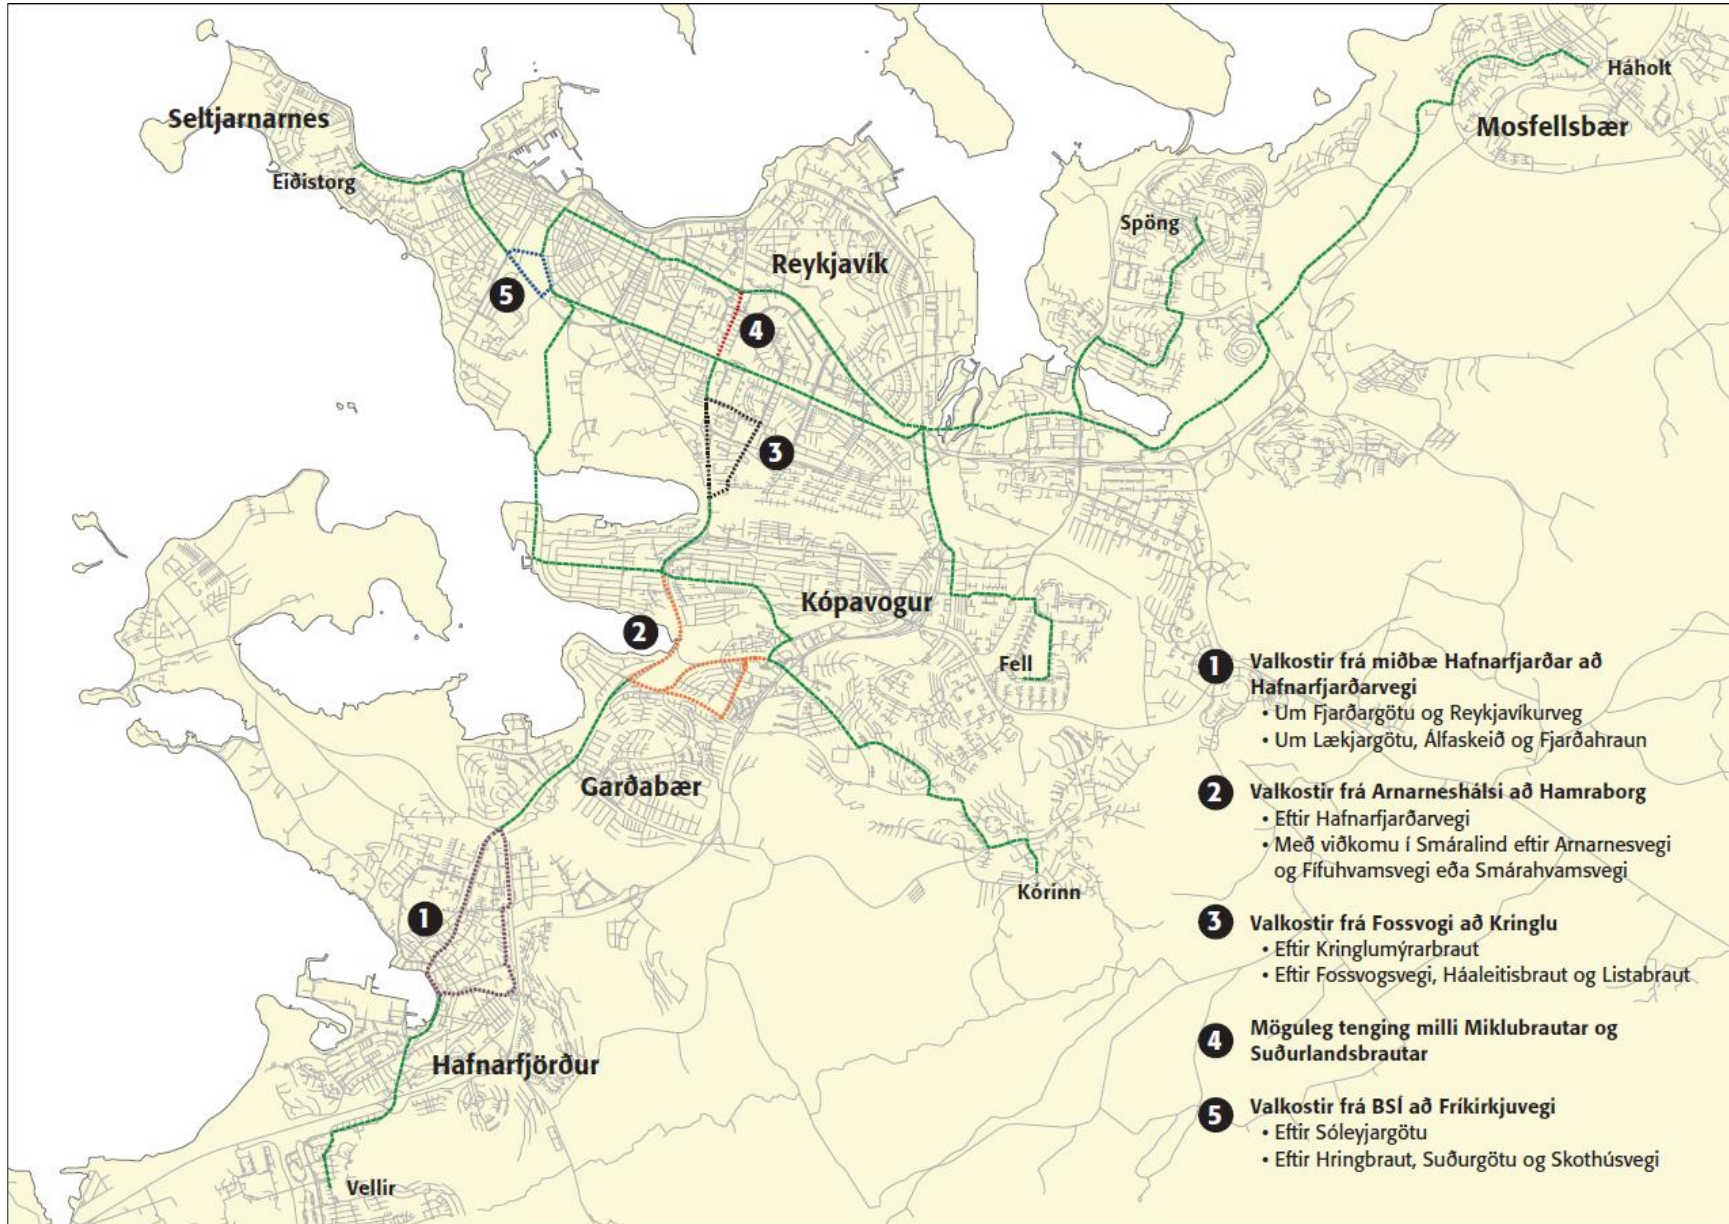 Háholt
Seltjarnarnes
Mosfellsbær
Eiðistorg
Spöng
Reykjavík
5
4
3
Kópavogur
2
Fell
Garðabær
Kórinn
1
Hafnarfjörður
Vellir
1 Valkostir frá miðbæ Hafnarfjarðar að
Hafnarfjarðarvegi
• Um Fjarðargötu og Reykjavíkurveg
• Um Lækjargötu, Álfaskeið og Fjarðahraun
2 Valkostir frá Arnarneshálsi að Hamraborg
• Eftir Hafnarfjarðarvegi
• Með viðkomu í Smáralind eftir Arnarnesvegi
og Fífuhvamsvegi eða Smárahvamsvegi
3 Valkostir frá Fossvogi að Kringlu
• Eftir Kringlumýrarbraut
• Eftir Fossvogsvegi, Háaleitisbraut og Listabraut
4 Möguleg tenging milli Miklubrautar og
Suðurlandsbrautar
5 Valkostir frá BSÍ að Fríkirkjuvegi
• Eftir Sóleyjargötu
• Eftir Hringbraut, Suðurgötu og Skothúsvegi